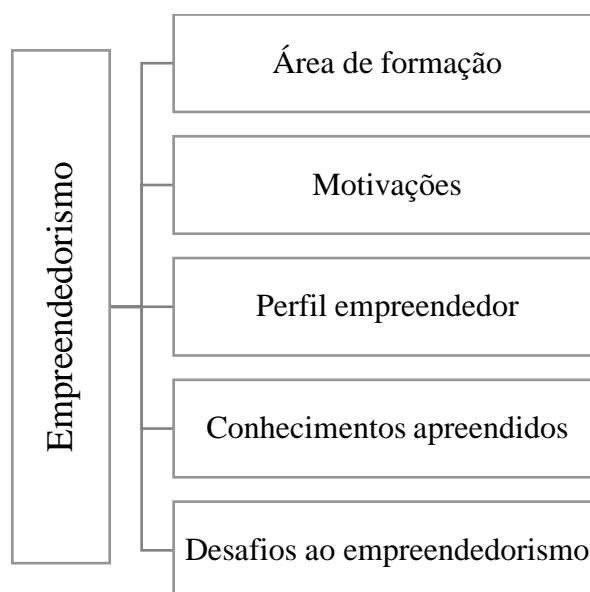 Empreendedorismo
Área de formação
Motivações
Perfil empreendedor
Conhecimentos apreendidos
Desafios ao empreendedorismo